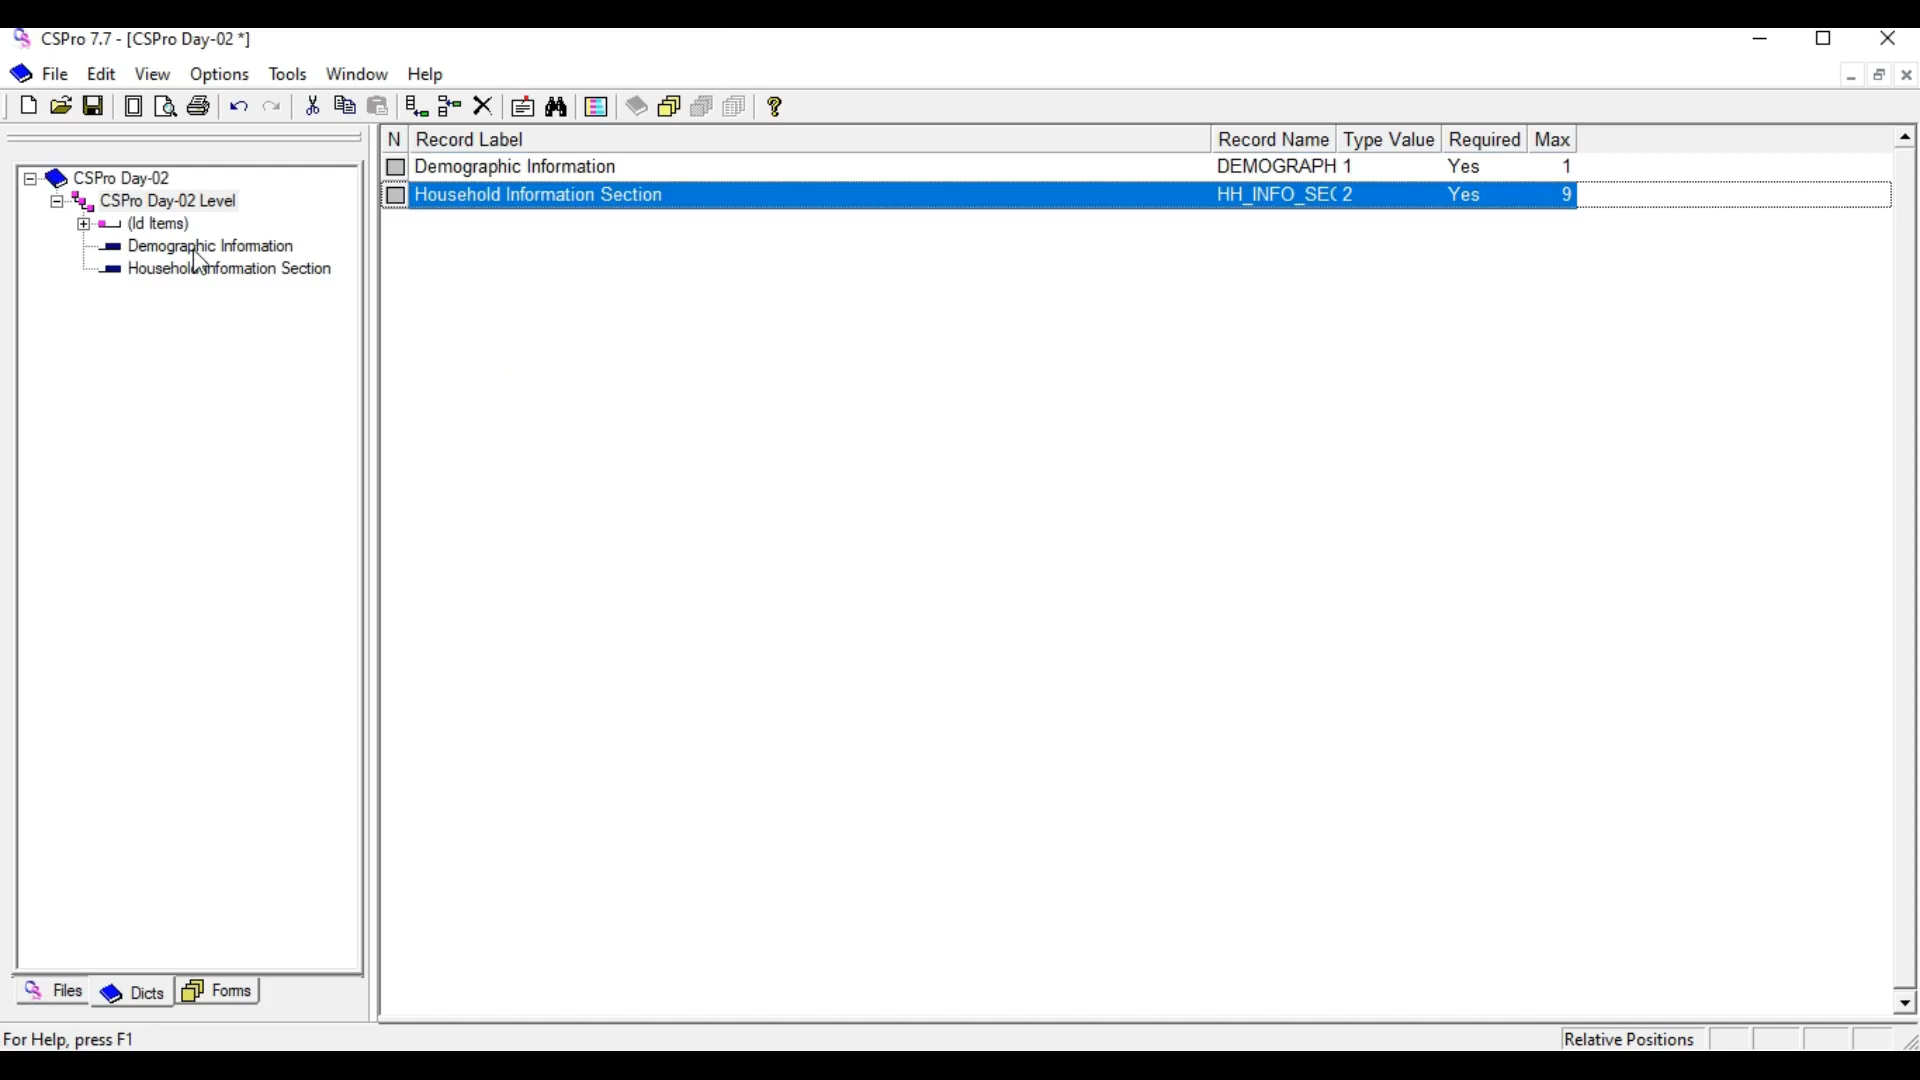 CSPro 7.7 - [CSPro Day-02 *]
File Edit View Options Tools Window Help
CSPro Day-02
CSPro Day-02 Level
(Id Items)
Demographic Information
Household Information Section
N Record Label Record Name Type Value Required Max
Demographic Information DEMOGRAPH 1 Yes 1
Household Information Section HH_INFO_SEC 2 Yes 9
Files Dicts Forms
For Help, press F1
Relative Positions